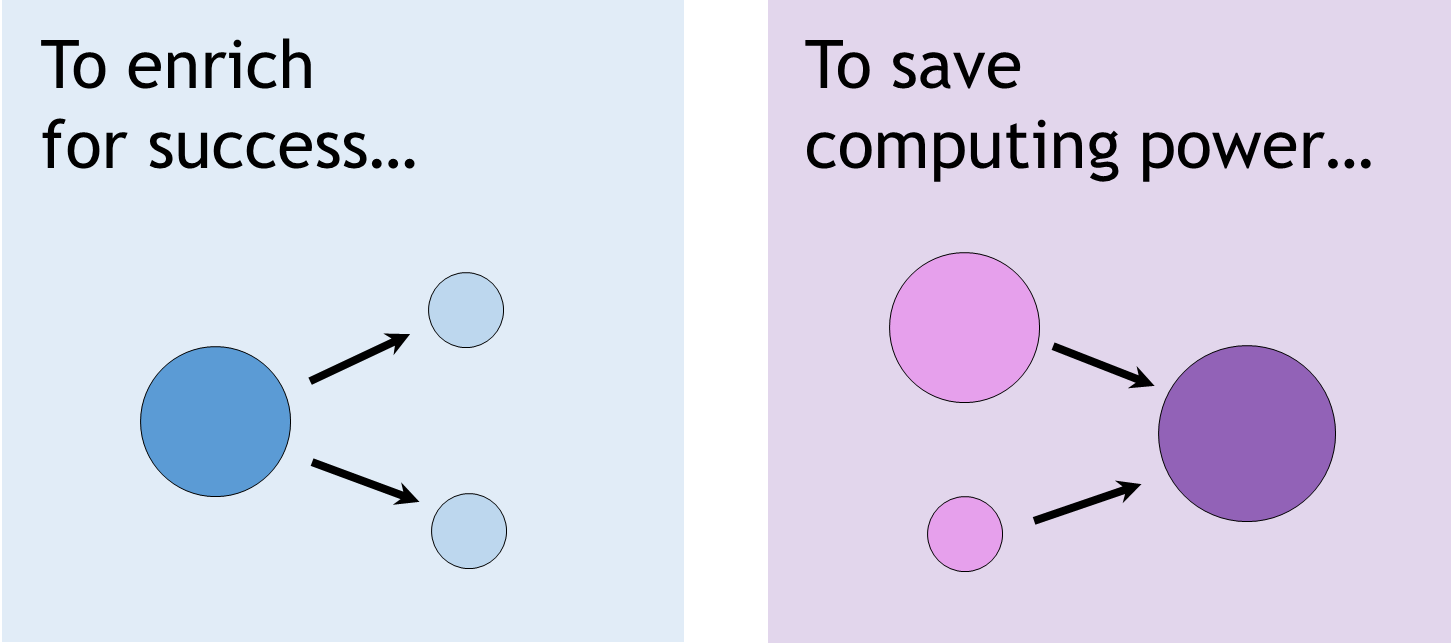 To enrich
for success…
To save
computing power…